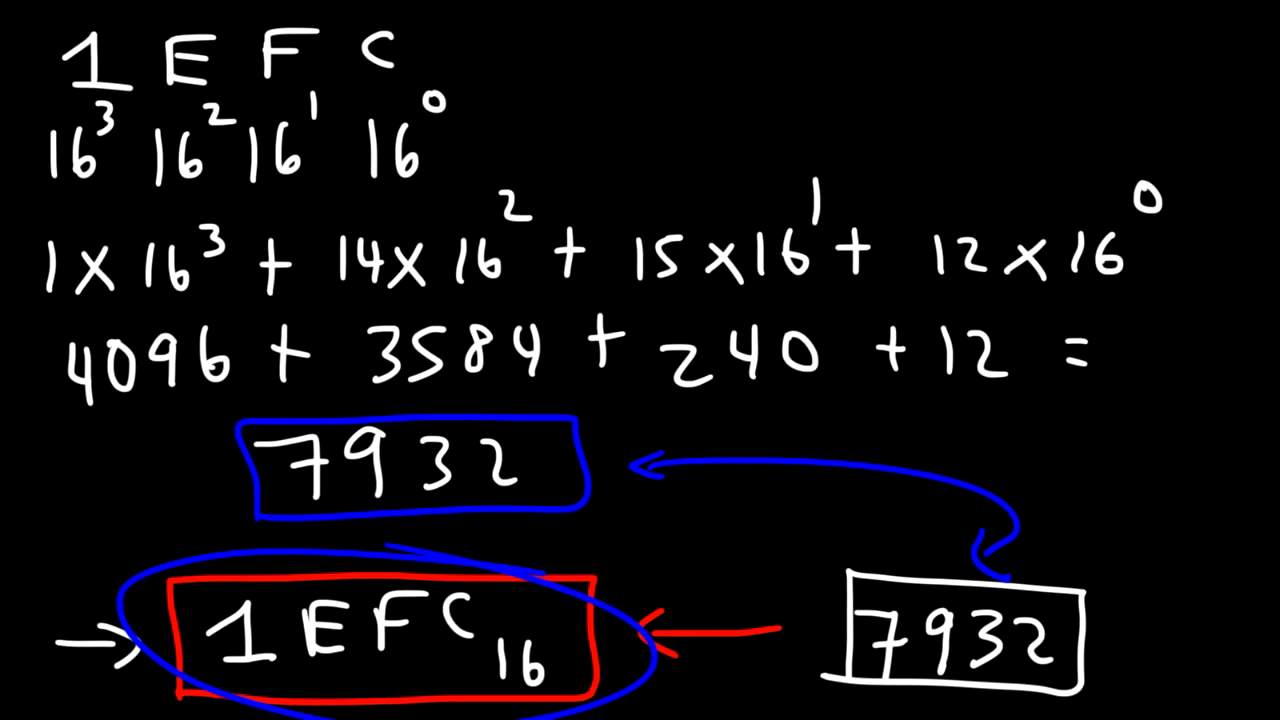 1 E F C
16³ 16² 16¹ 16⁰
1 × 16³ + 14 × 16² + 15 × 16¹ + 12 × 16⁰
4096 + 3584 + 240 + 12 =
7932
1EFC₁₆
7932